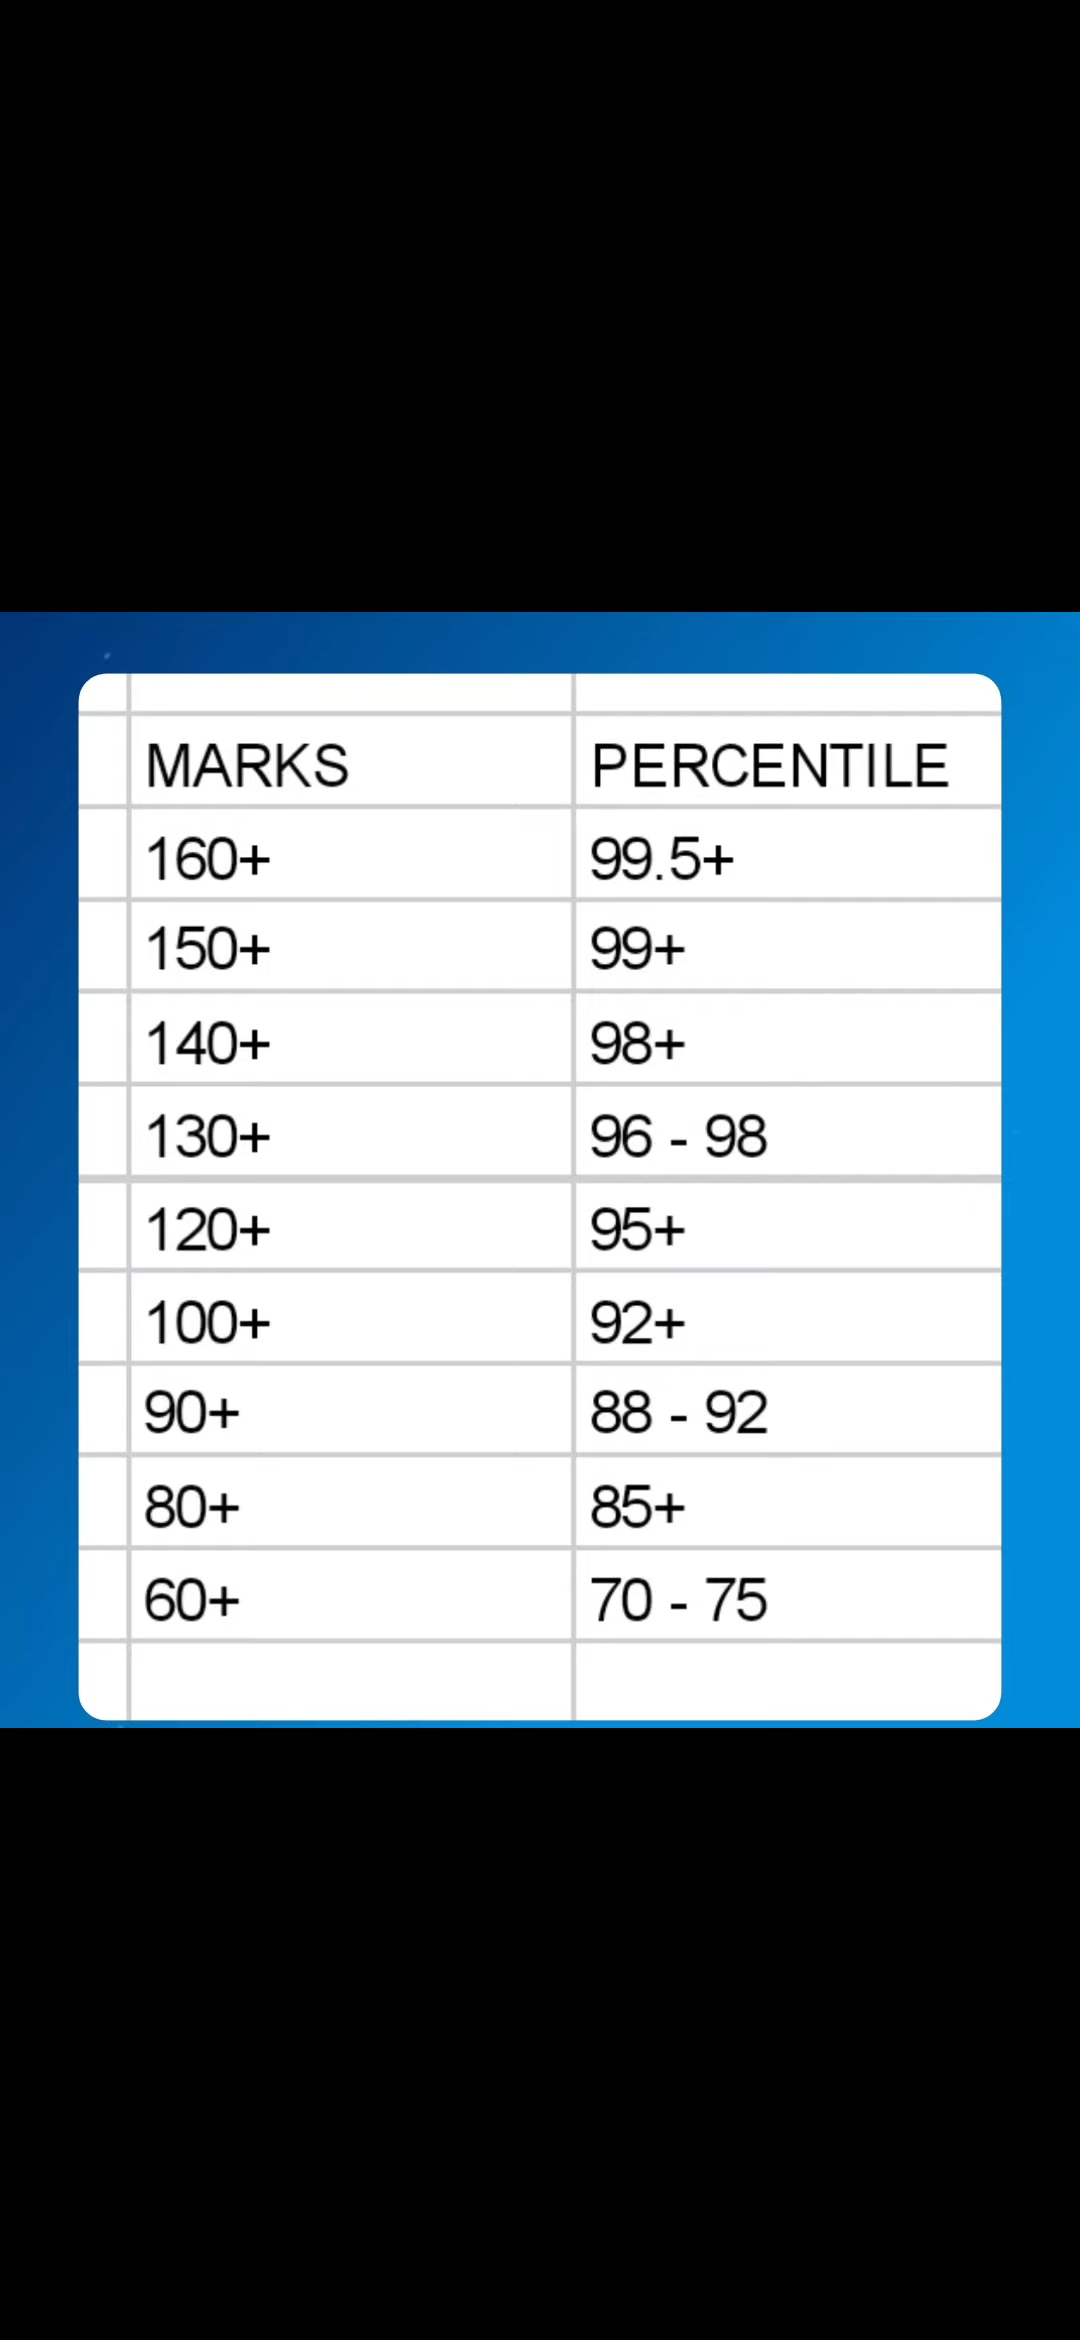 MARKS PERCENTILE
160+ 99.5+
150+ 99+
140+ 98+
130+ 96 - 98
120+ 95+
100+ 92+
90+ 88 - 92
80+ 85+
60+ 70 - 75